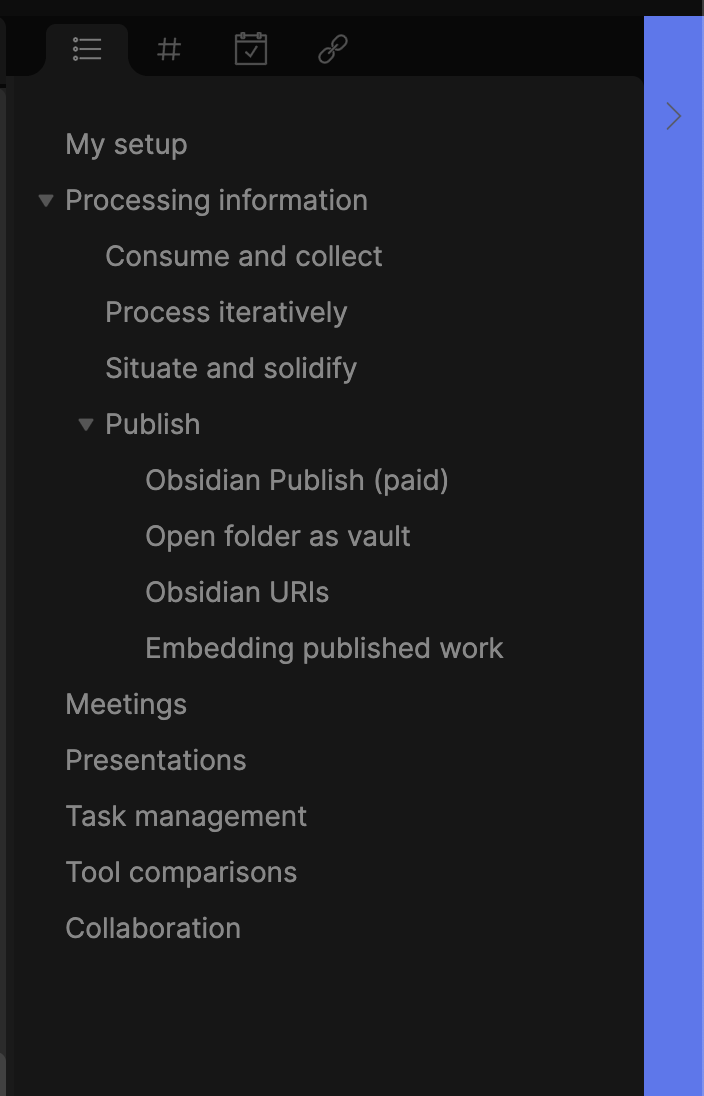 My setup
Processing information
Consume and collect
Process iteratively
Situate and solidify
Publish
Obsidian Publish (paid)
Open folder as vault
Obsidian URIs
Embedding published work
Meetings
Presentations
Task management
Tool comparisons
Collaboration